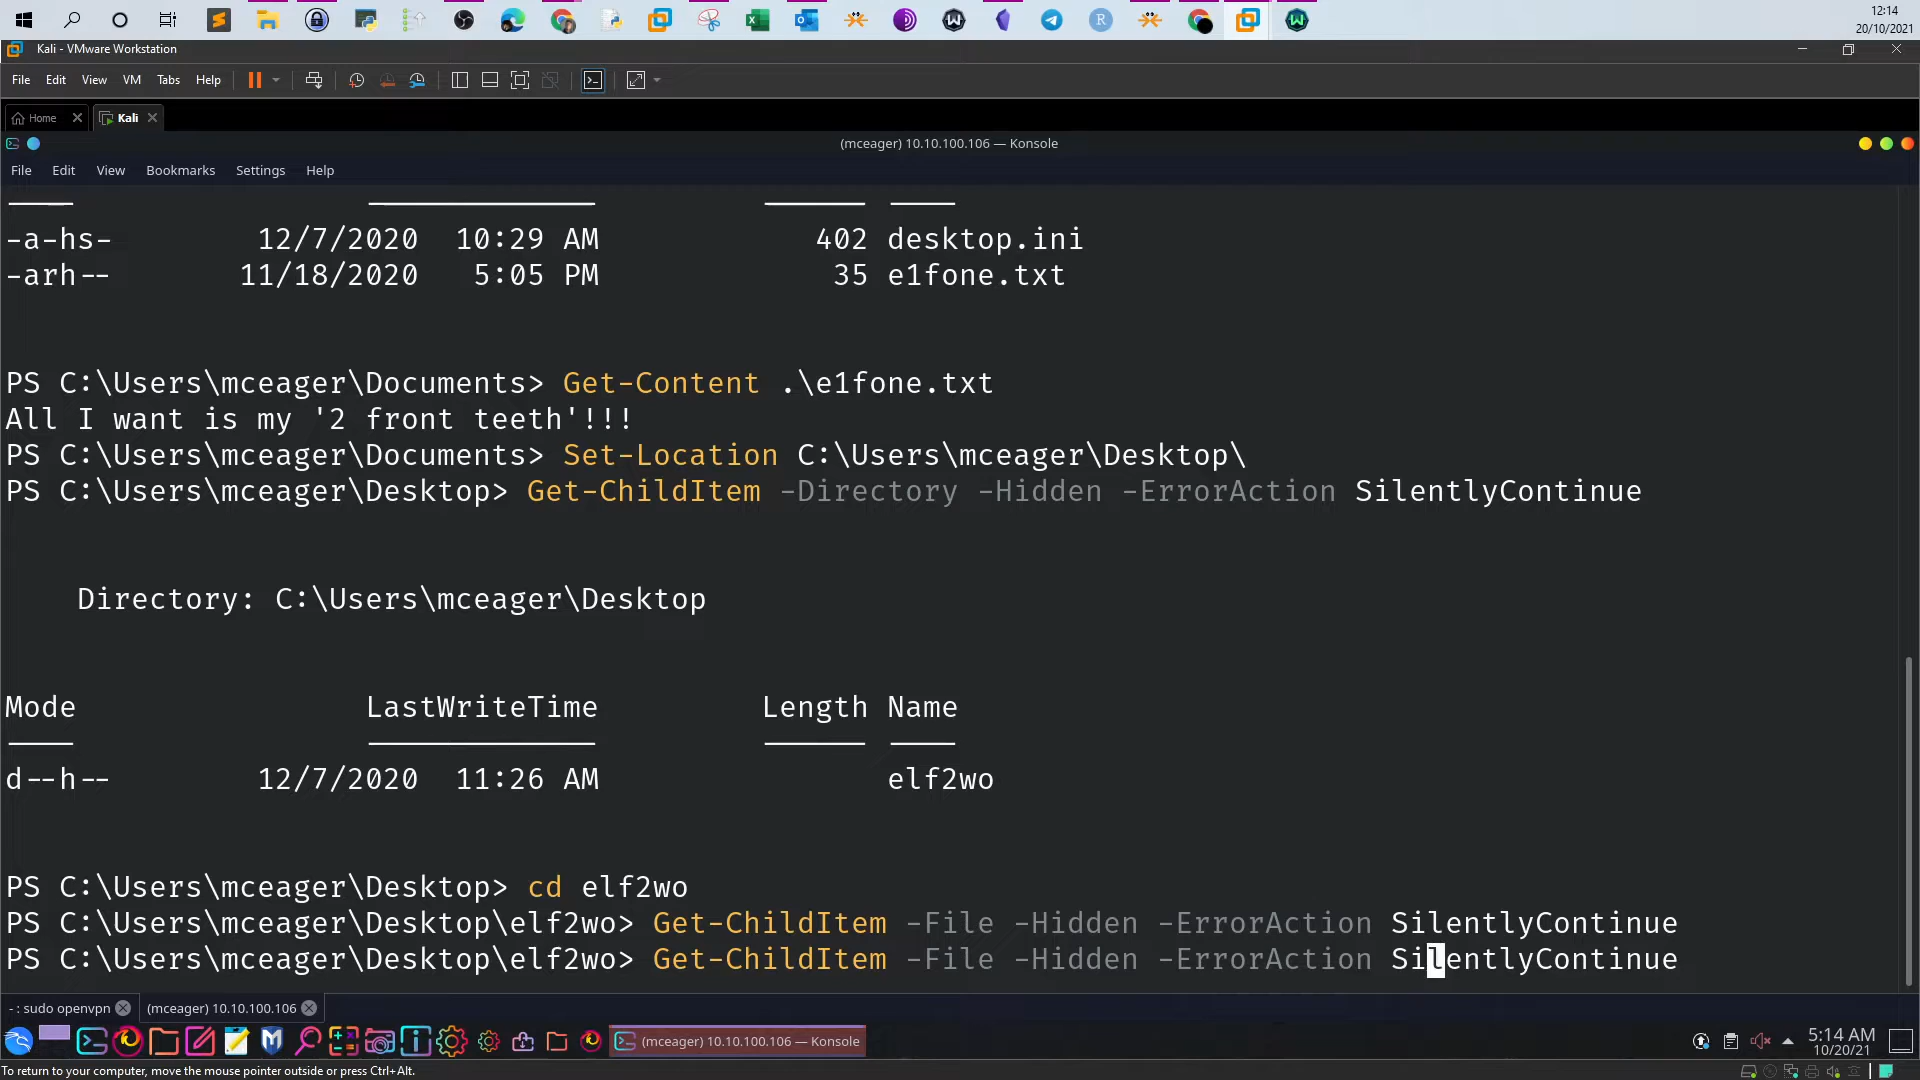 12:14
20/10/2021
Kali - VMware Workstation
File Edit View VM Tabs Help
Home Kali
(mceager) 10.10.100.106 — Konsole
File Edit View Bookmarks Settings Help
-a-hs- 12/7/2020 10:29 AM 402 desktop.ini
-arh-- 11/18/2020 5:05 PM 35 e1fone.txt
PS C:\Users\mceager\Documents> Get-Content .\e1fone.txt
All I want is my '2 front teeth'!!!
PS C:\Users\mceager\Documents> Set-Location C:\Users\mceager\Desktop\
PS C:\Users\mceager\Desktop> Get-ChildItem -Directory -Hidden -ErrorAction SilentlyContinue
Directory: C:\Users\mceager\Desktop
Mode LastWriteTime Length Name
d--h-- 12/7/2020 11:26 AM elf2wo
PS C:\Users\mceager\Desktop> cd elf2wo
PS C:\Users\mceager\Desktop\elf2wo> Get-ChildItem -File -Hidden -ErrorAction SilentlyContinue
PS C:\Users\mceager\Desktop\elf2wo> Get-ChildItem -File -Hidden -ErrorAction SilentlyContinue
- : sudo openvpn (mceager) 10.10.100.106
(mceager) 10.10.100.106 — Konsole
5:14 AM
10/20/21
To return to your computer, move the mouse pointer outside or press Ctrl+Alt.